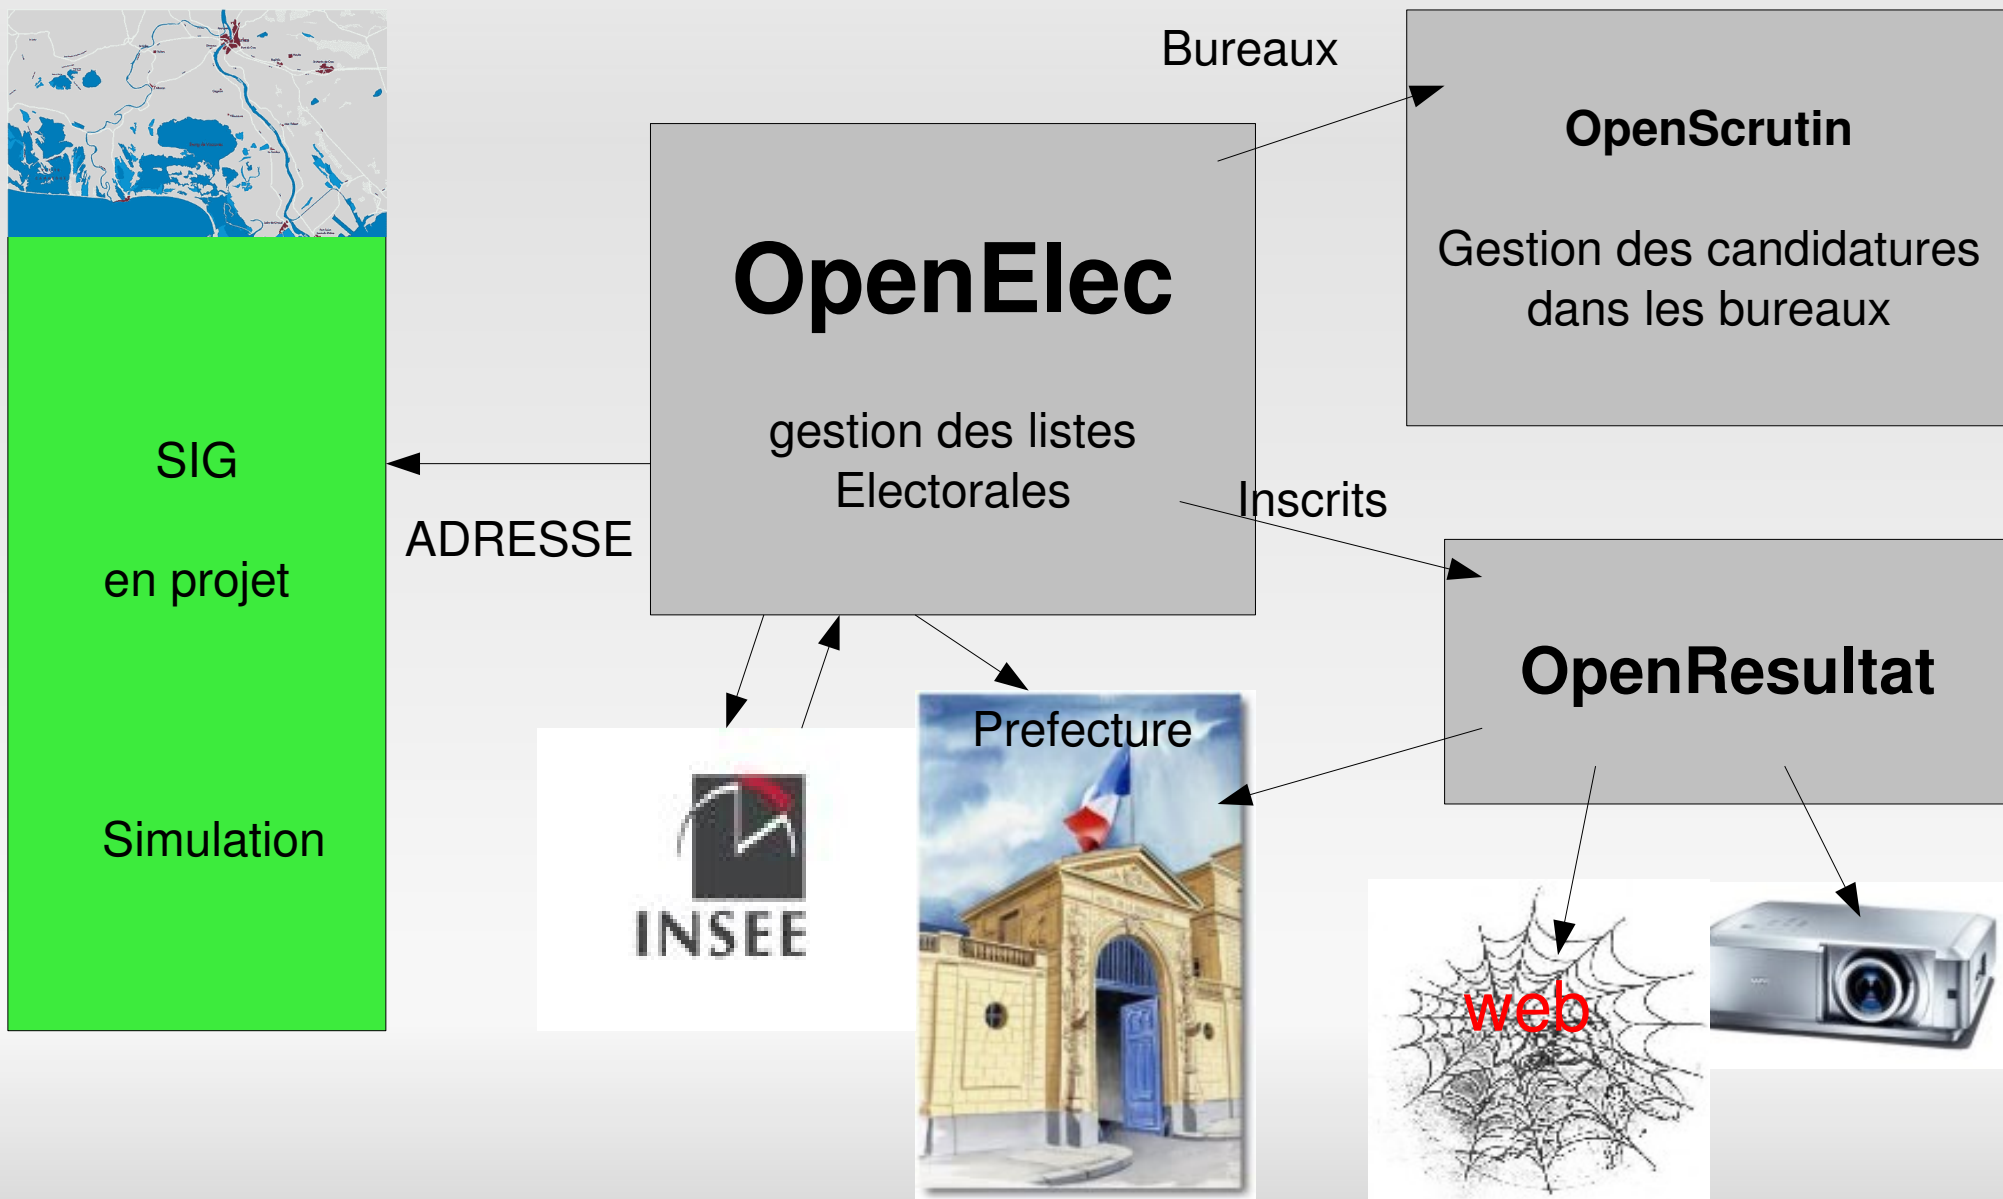 Bureaux
OpenScrutin
Gestion des candidatures
dans les bureaux
OpenElec
gestion des listes
Electorales
SIG
en projet
Simulation
ADRESSE
Inscrits
OpenResultat
Prefecture
INSEE
web